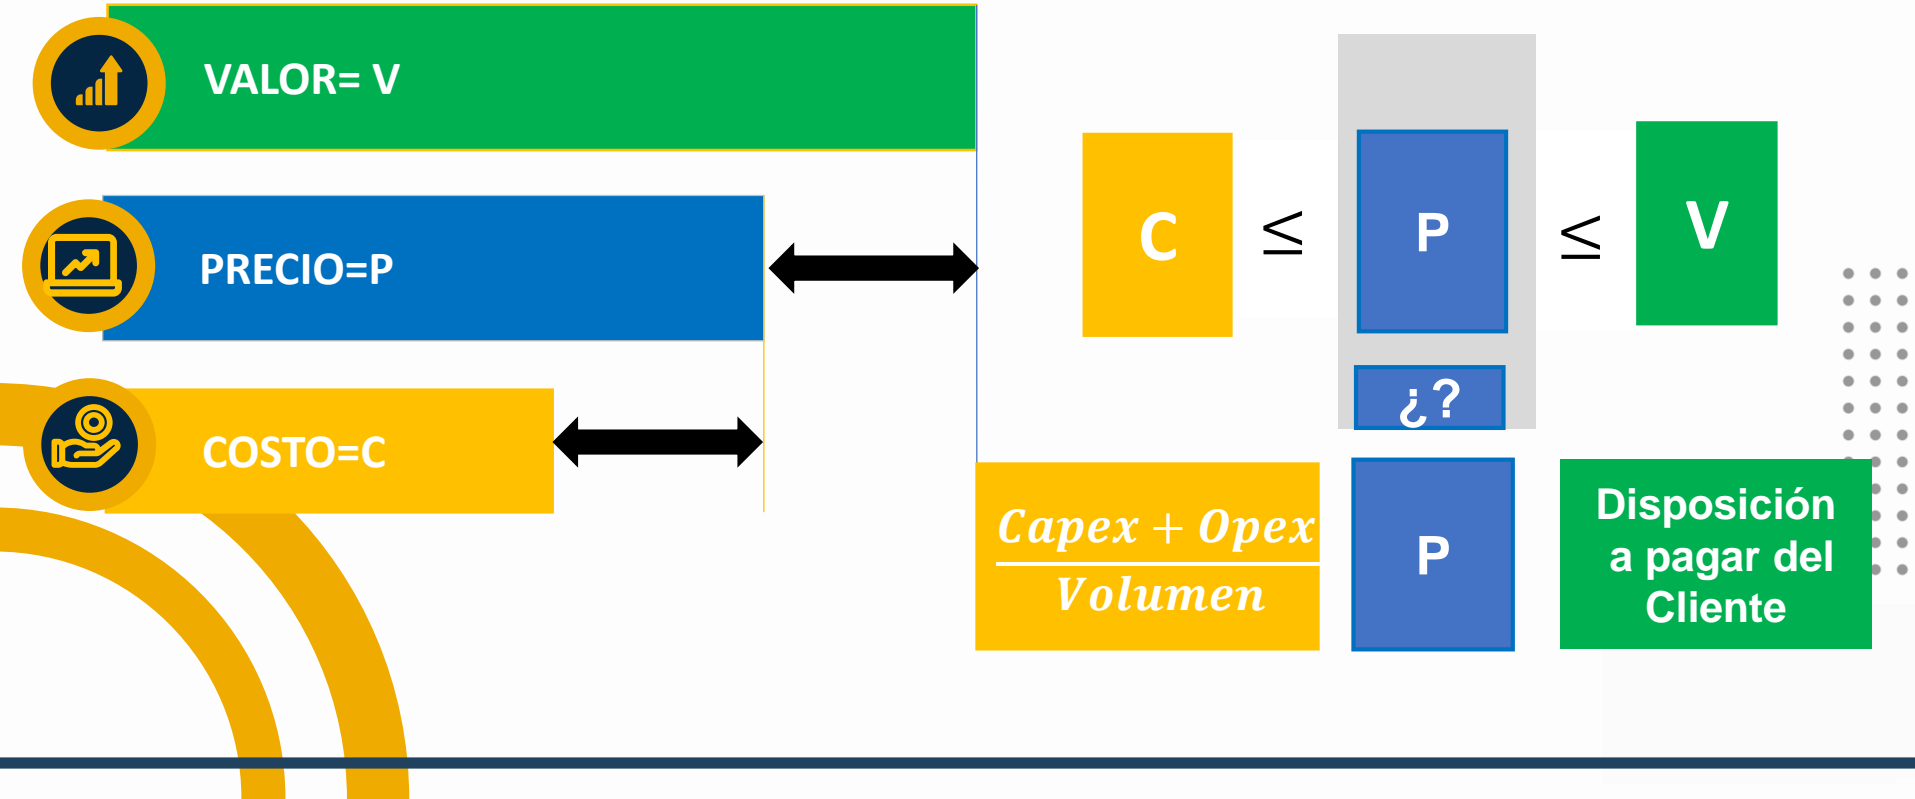 VALOR= V
PRECIO=P
COSTO=C
C ≤ P ≤ V
¿?
Capex + Opex
Volumen
P
Disposición
a pagar del
Cliente